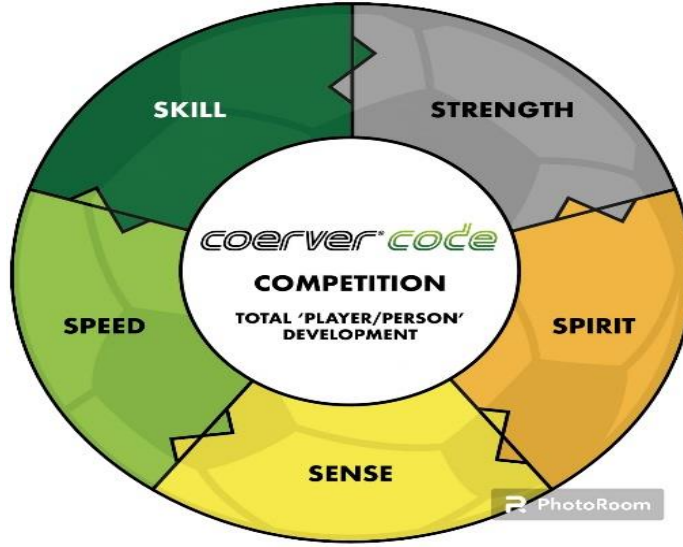 SKILL
STRENGTH
coerver® code
COMPETITION
TOTAL ‘PLAYER/PERSON’
DEVELOPMENT
SPEED
SPIRIT
SENSE
PhotoRoom